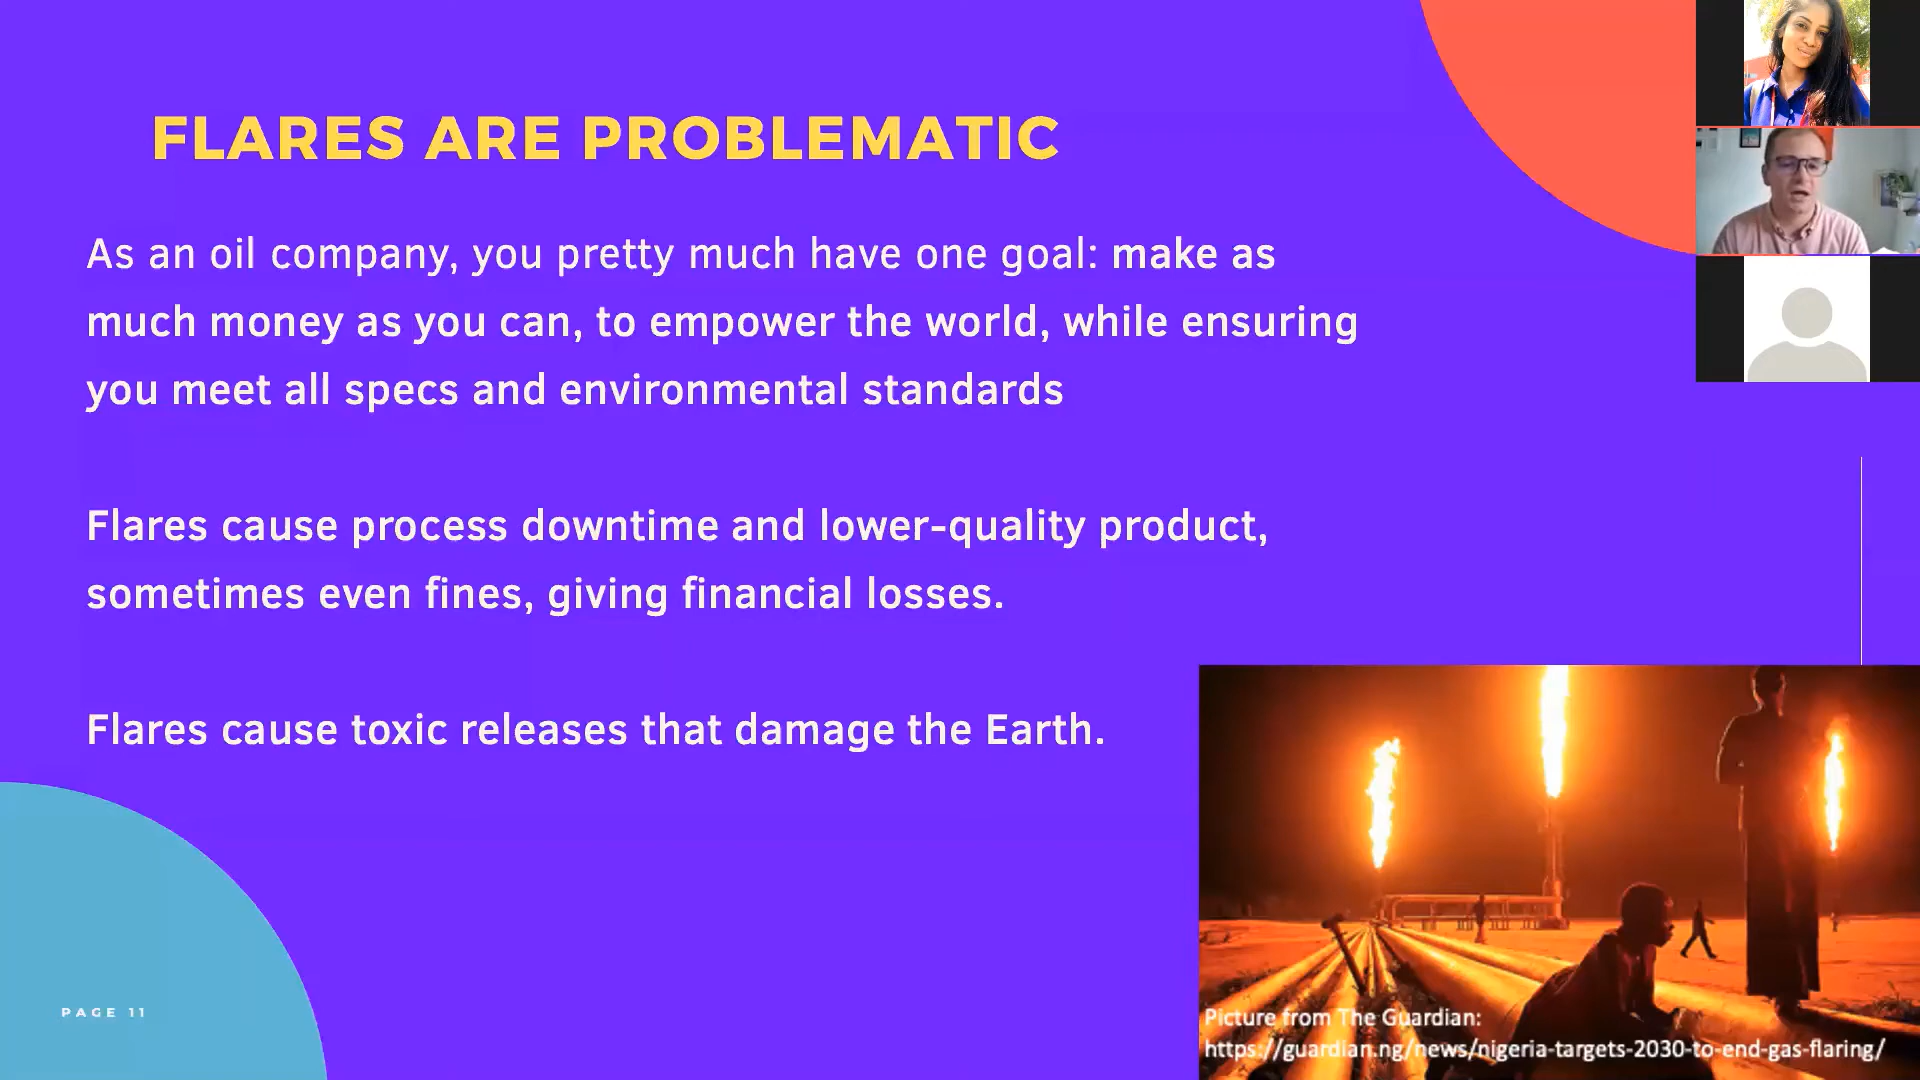 FLARES ARE PROBLEMATIC
As an oil company, you pretty much have one goal: make as
much money as you can, to empower the world, while ensuring
you meet all specs and environmental standards
Flares cause process downtime and lower-quality product,
sometimes even fines, giving financial losses.
Flares cause toxic releases that damage the Earth.
Picture from The Guardian:
https://guardian.ng/news/nigeria-targets-2030-to-end-gas-flaring/
PAGE 11